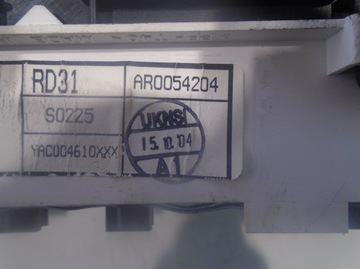 RD31
AR0054204
S0225
YAC004610XXX
UKNSI
15.10.'04
A1